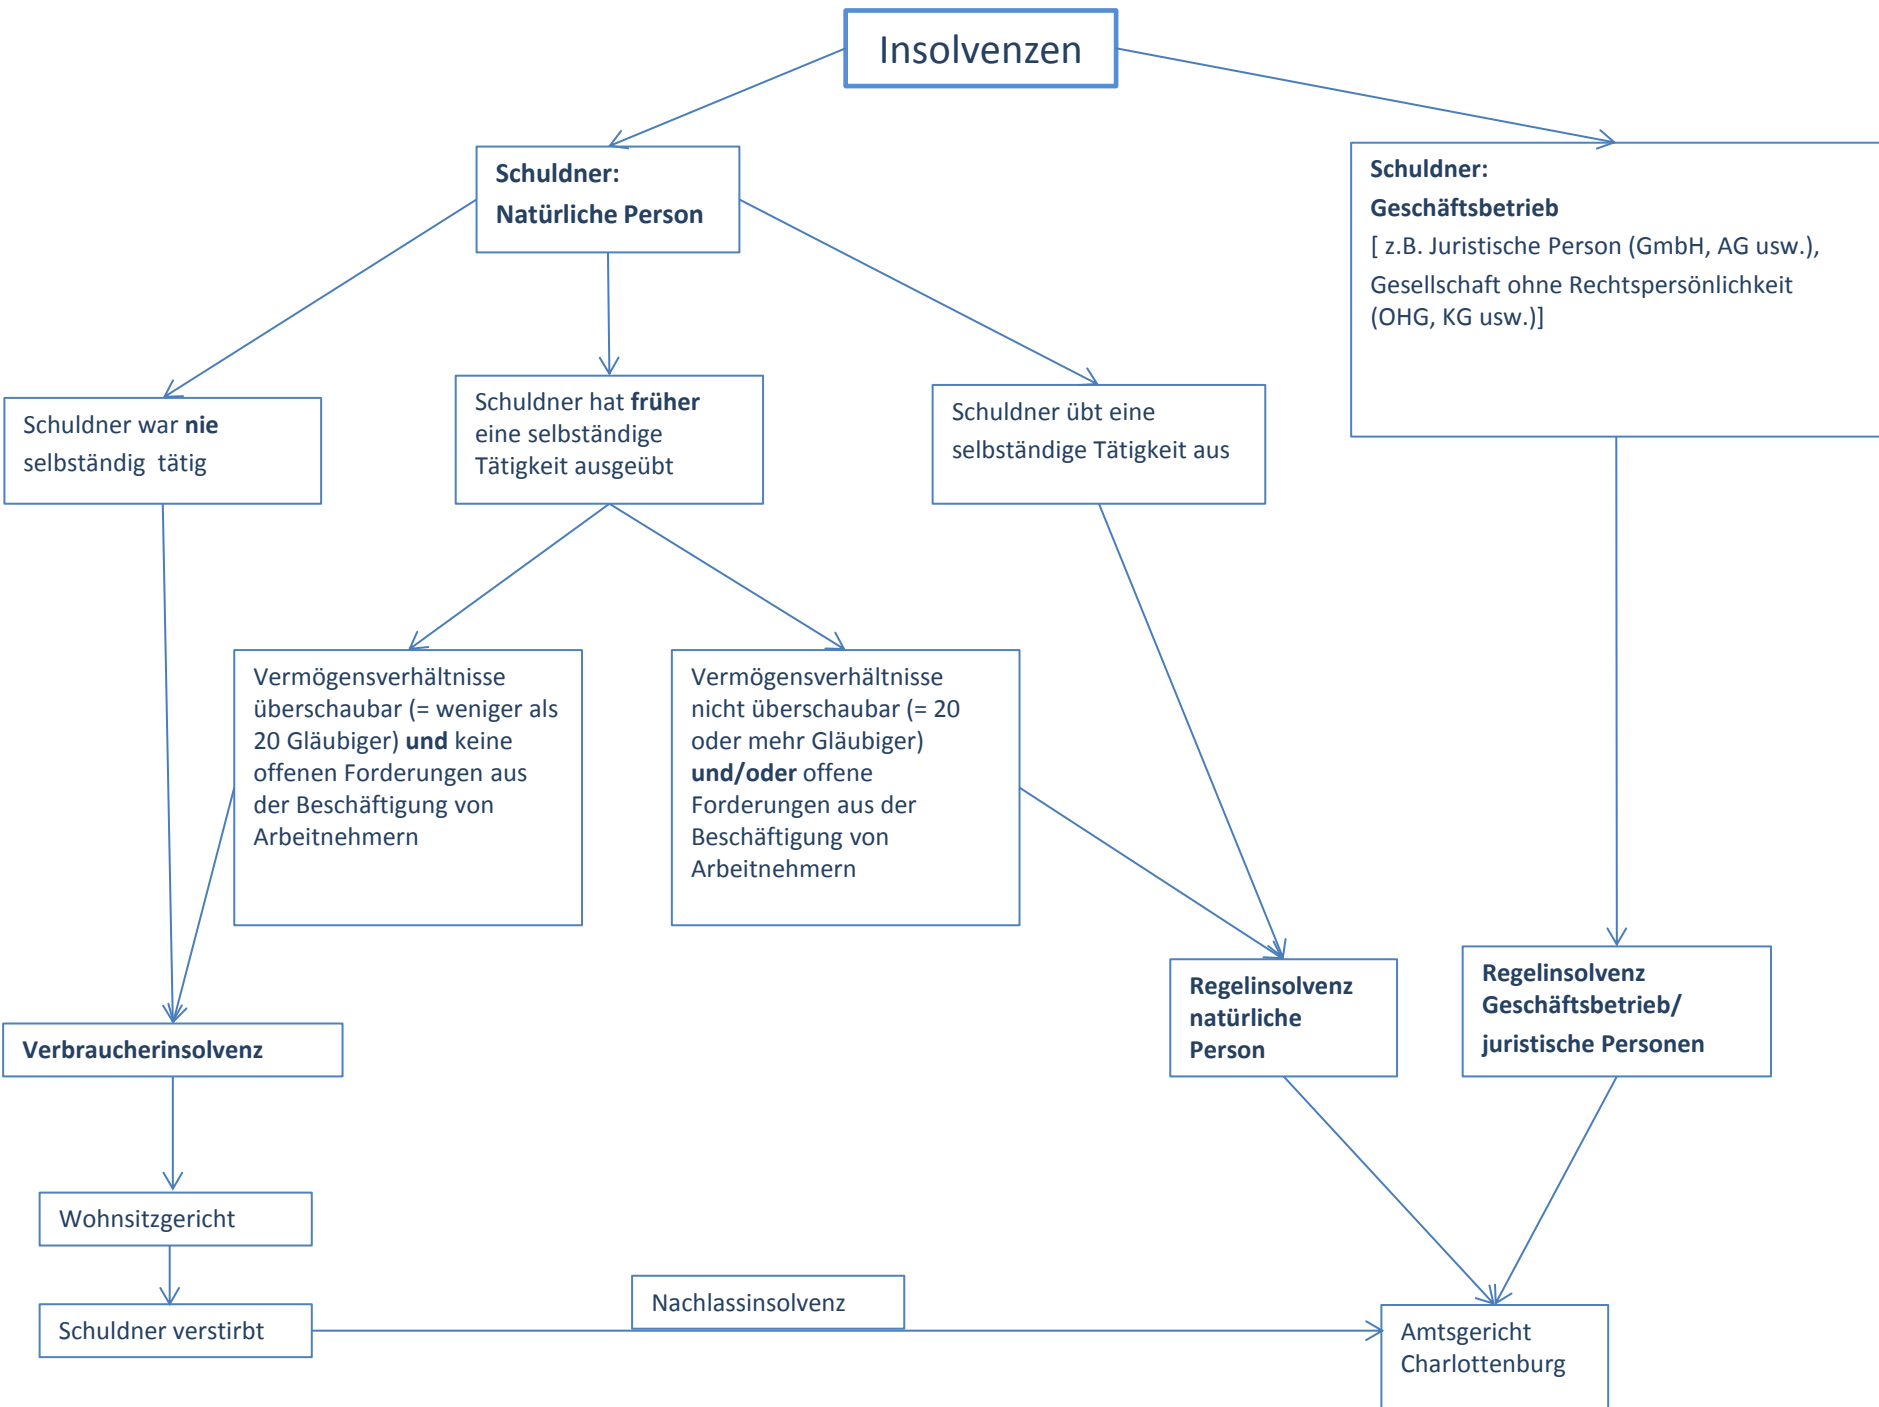 Insolvenzen
Schuldner:
Natürliche Person
Schuldner:
Geschäftsbetrieb
[ z.B. Juristische Person (GmbH, AG usw.),
Gesellschaft ohne Rechtspersönlichkeit
(OHG, KG usw.)]
Schuldner war nie
selbständig  tätig
Schuldner hat früher
eine selbständige
Tätigkeit ausgeübt
Schuldner übt eine
selbständige Tätigkeit aus
Vermögensverhältnisse
überschaubar (= weniger als
20 Gläubiger) und keine
offenen Forderungen aus
der Beschäftigung von
Arbeitnehmern
Vermögensverhältnisse
nicht überschaubar (= 20
oder mehr Gläubiger)
und/oder offene
Forderungen aus der
Beschäftigung von
Arbeitnehmern
Regelinsolvenz
natürliche
Person
Regelinsolvenz
Geschäftsbetrieb/
juristische Personen
Verbraucherinsolvenz
Wohnsitzgericht
Nachlassinsolvenz
Schuldner verstirbt
Amtsgericht
Charlottenburg